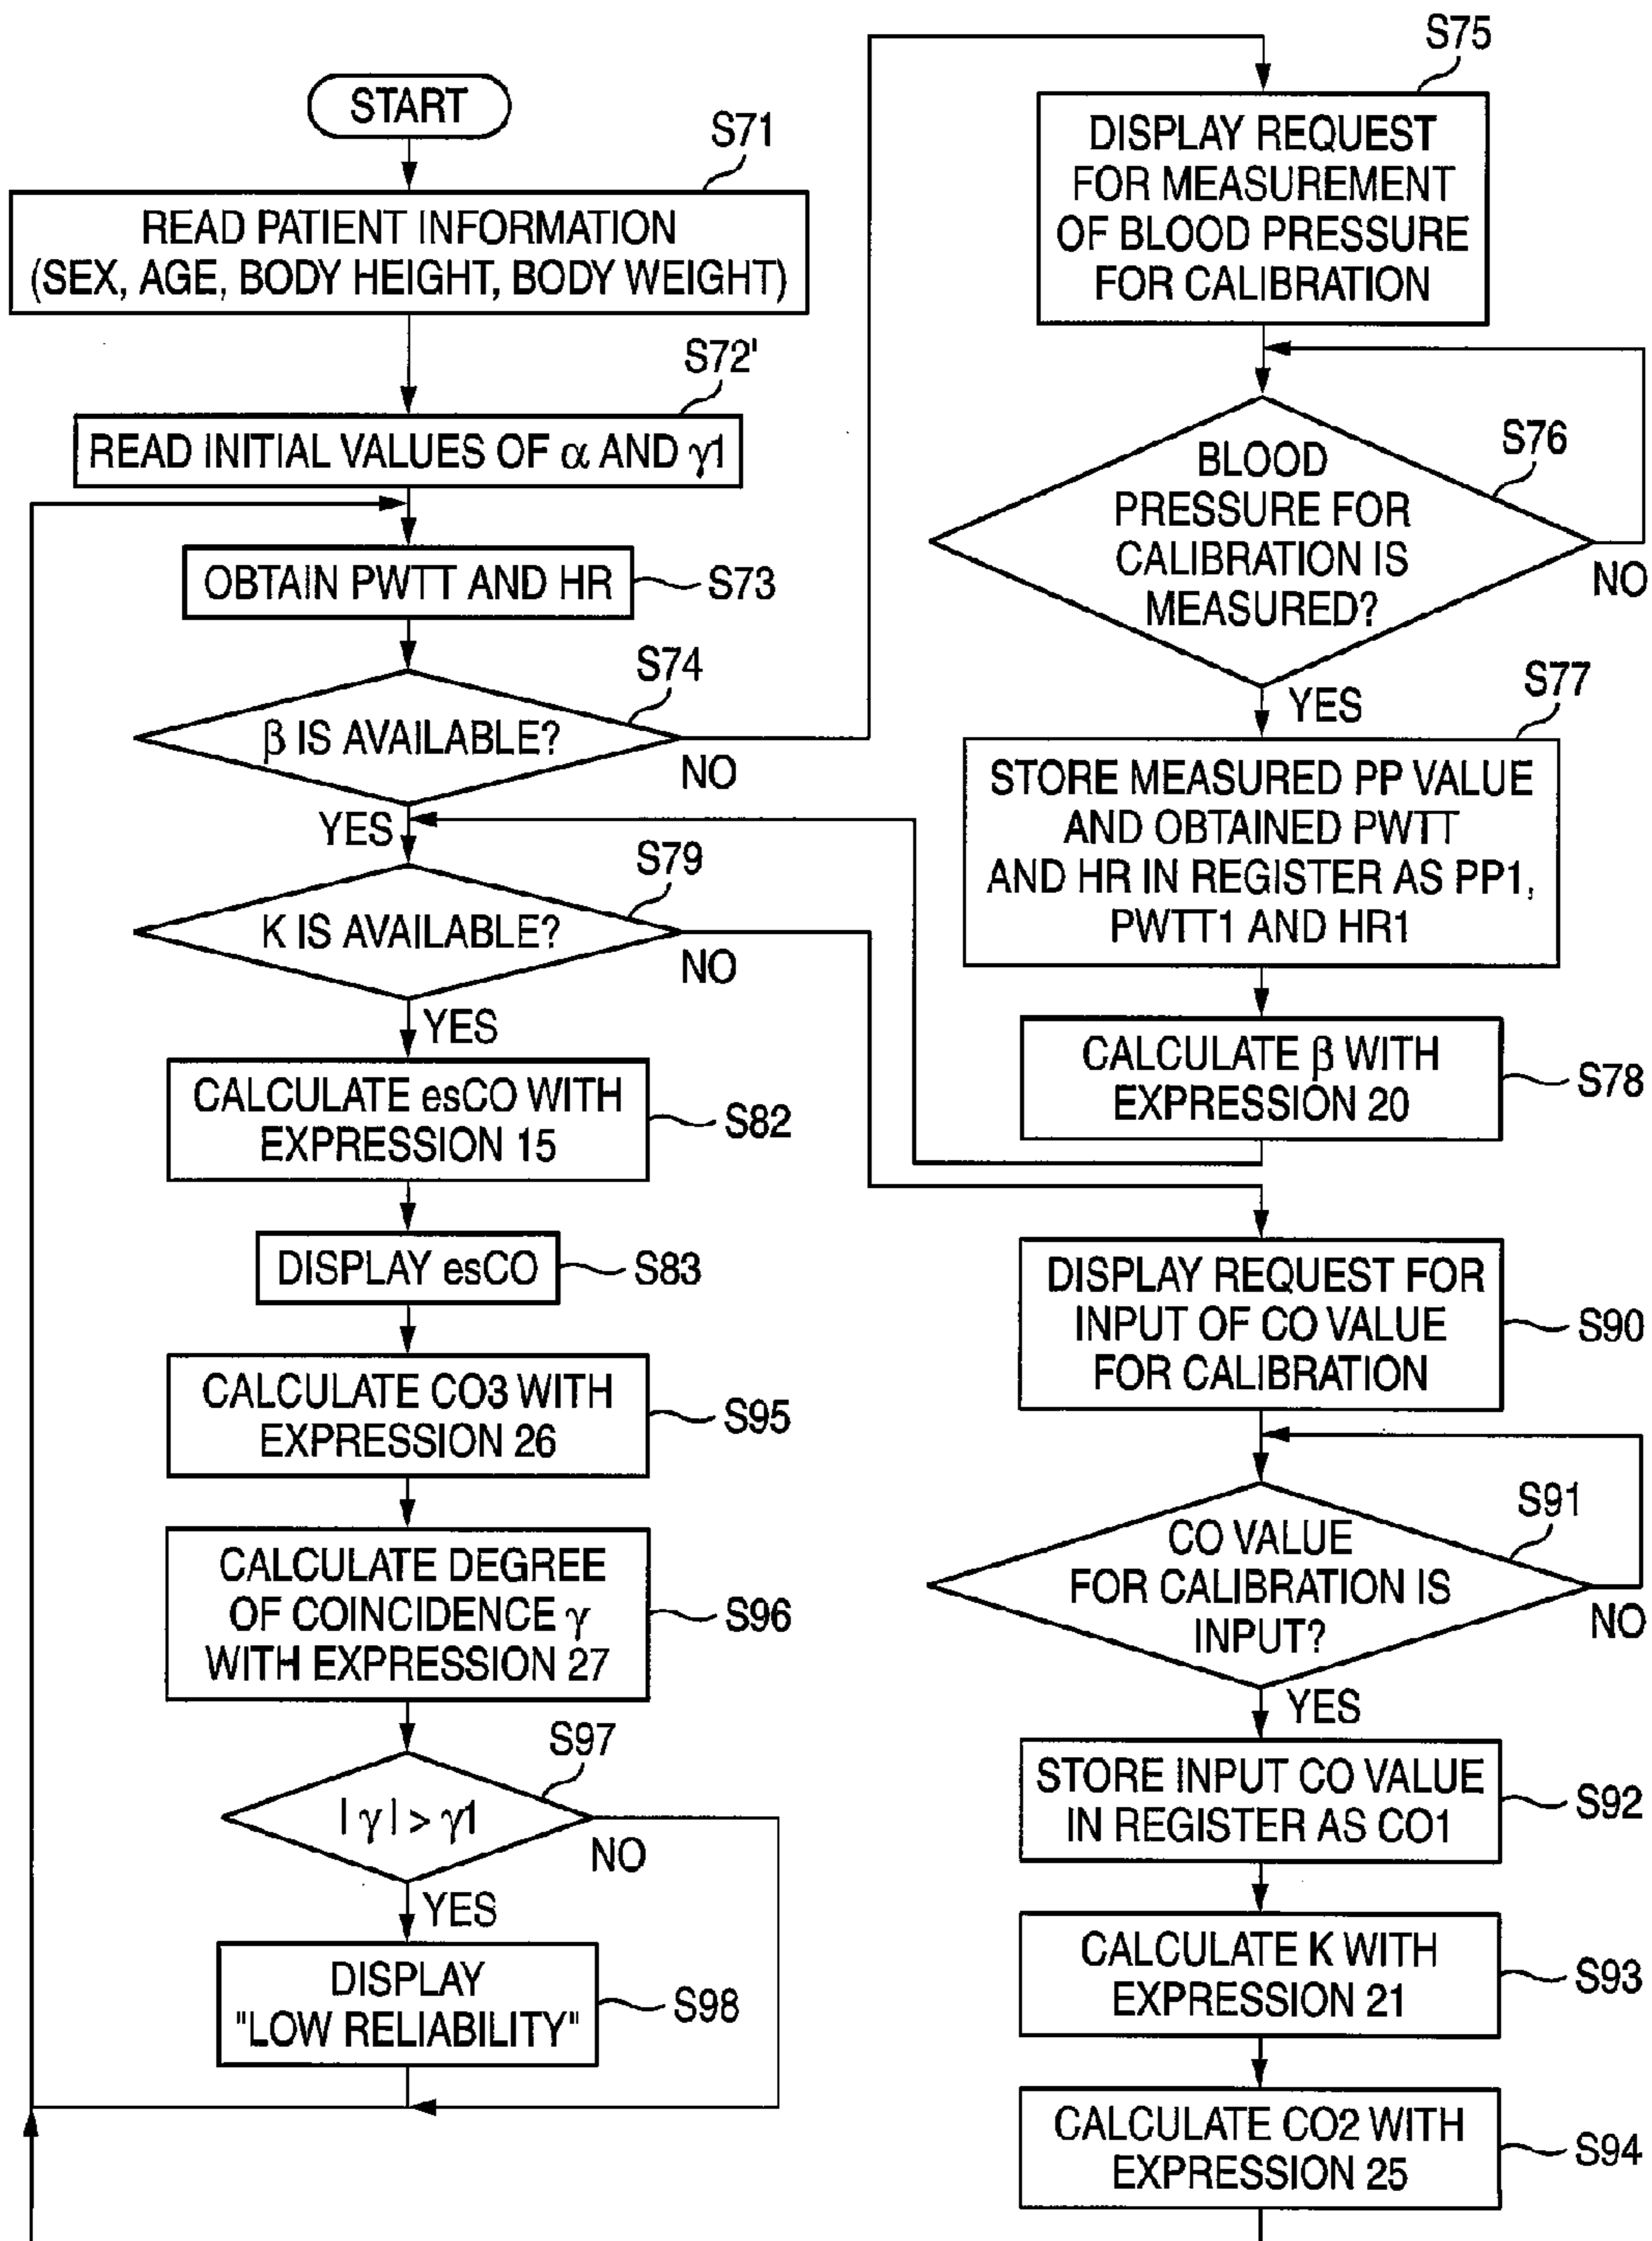 START
S71
READ PATIENT INFORMATION
(SEX, AGE, BODY HEIGHT, BODY WEIGHT)
S72'
READ INITIAL VALUES OF α AND γ1
OBTAIN PWTT AND HR
S73
S74
β IS AVAILABLE?
NO
YES
S79
K IS AVAILABLE?
NO
YES
CALCULATE esCO WITH
EXPRESSION 15
S82
DISPLAY esCO
S83
CALCULATE CO3 WITH
EXPRESSION 26
S95
CALCULATE DEGREE
OF COINCIDENCE γ
WITH EXPRESSION 27
S96
S97
|γ| > γ1
NO
YES
DISPLAY
"LOW RELIABILITY"
S98
S75
DISPLAY REQUEST
FOR MEASUREMENT
OF BLOOD PRESSURE
FOR CALIBRATION
S76
BLOOD
PRESSURE FOR
CALIBRATION IS
MEASURED?
NO
YES
S77
STORE MEASURED PP VALUE
AND OBTAINED PWTT
AND HR IN REGISTER AS PP1,
PWTT1 AND HR1
CALCULATE β WITH
EXPRESSION 20
S78
DISPLAY REQUEST FOR
INPUT OF CO VALUE
FOR CALIBRATION
S90
S91
CO VALUE
FOR CALIBRATION IS
INPUT?
NO
YES
STORE INPUT CO VALUE
IN REGISTER AS CO1
S92
CALCULATE K WITH
EXPRESSION 21
S93
CALCULATE CO2 WITH
EXPRESSION 25
S94